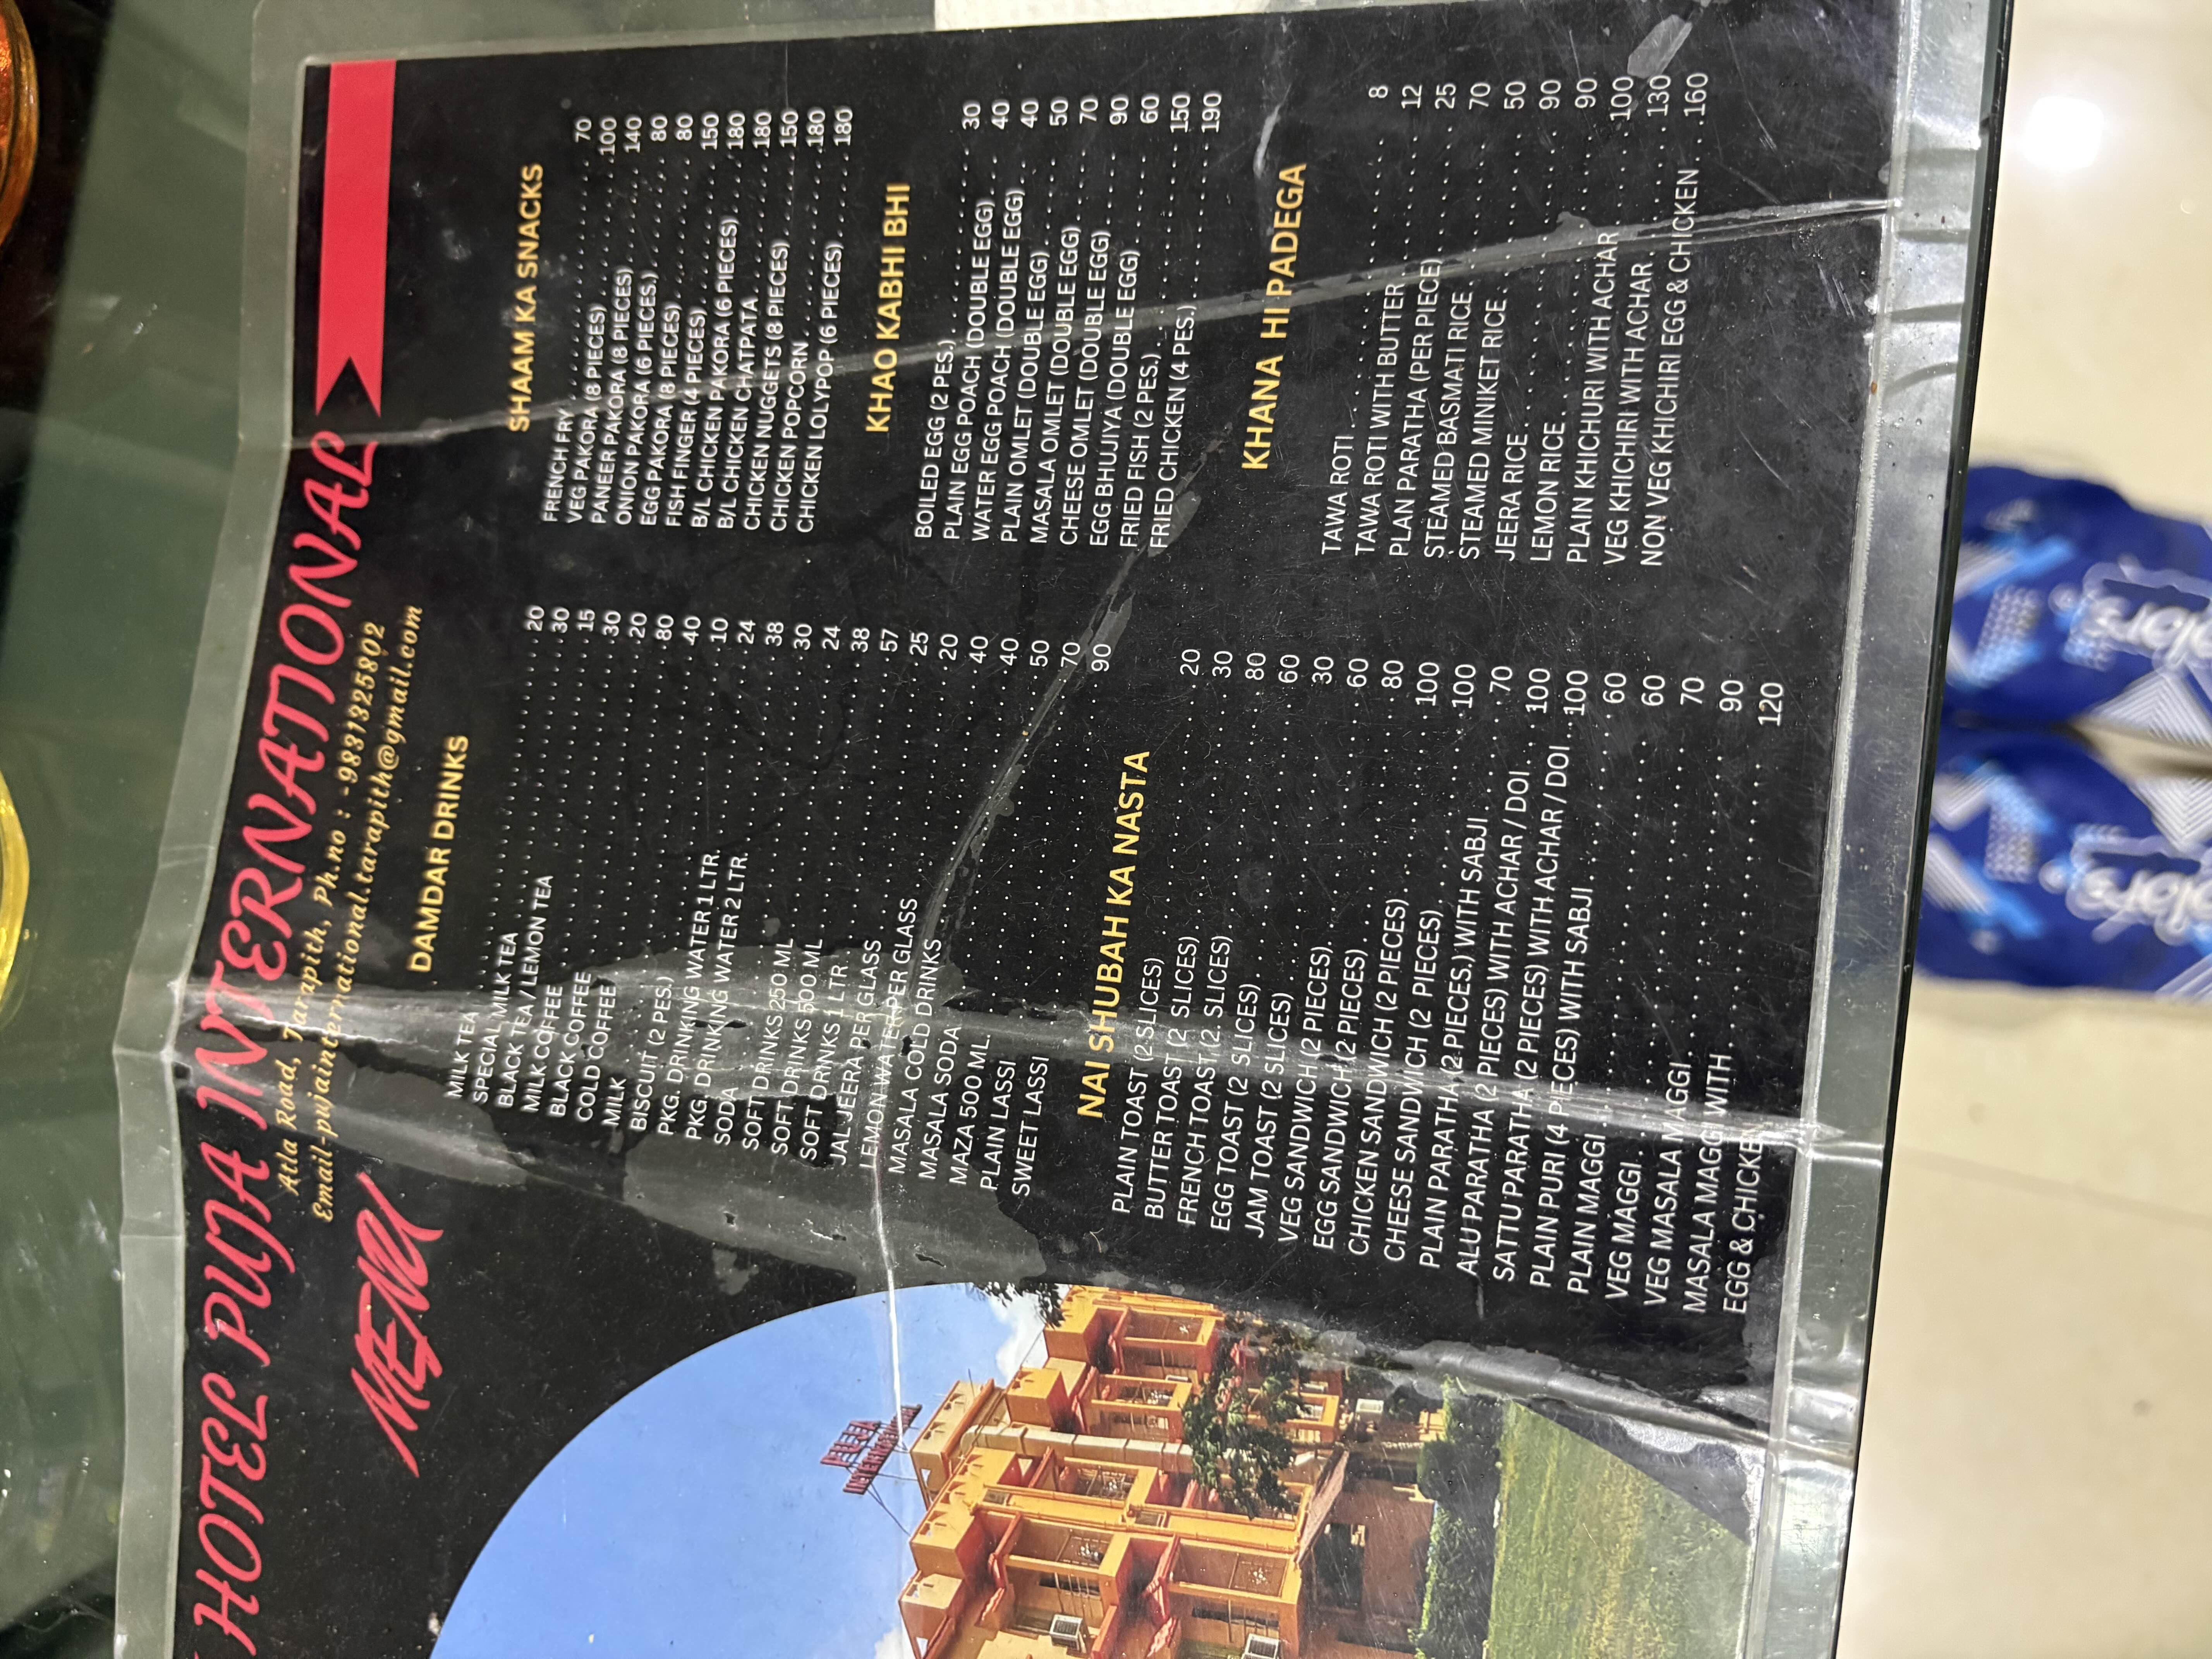 HOTEL PUJA INTERNATIONAL
Atla Road, Tarapith, Ph.no : -9831325802
Email-pujainternational.tarapith@gmail.com
MENU
DAMDAR DRINKS
MILK TEA 20
SPECIAL MILK TEA 30
BLACK TEA / LEMON TEA 15
MILK COFFEE 30
BLACK COFFEE 20
COLD COFFEE 80
MILK 40
BISCUIT (2 PES.) 10
PKG. DRINKING WATER 1 LTR. 24
PKG. DRINKING WATER 2 LTR. 38
SODA 30
SOFT DRINKS 250 ML 24
SOFT DRINKS 500 ML 38
SOFT DRINKS 1 LTR 57
JALJEERA PER GLASS 25
LEMON WATER PER GLASS 20
MASALA COLD DRINKS 40
MASALA SODA 40
MAZA 500 ML 50
PLAIN LASSI 70
SWEET LASSI 90
NAI SHUBAH KA NASTA
PLAIN TOAST (2 SLICES) 20
BUTTER TOAST (2 SLICES) 30
FRENCH TOAST (2 SLICES) 80
EGG TOAST (2 SLICES) 60
JAM TOAST (2 SLICES) 30
VEG SANDWICH (2 PIECES) 60
EGG SANDWICH (2 PIECES) 80
CHICKEN SANDWICH (2 PIECES) 100
CHEESE SANDWICH (2 PIECES) 100
PLAIN PARATHA (2 PIECES.) WITH SABJI 70
ALU PARATHA (2 PIECES) WITH ACHAR / DOI 100
SATTU PARATHA (2 PIECES) WITH ACHAR / DOI 100
PLAIN PURI (4 PIECES) WITH SABJI 60
PLAIN MAGGI 60
VEG MAGGI 70
VEG MASALA MAGGI 90
MASALA MAGGI WITH
EGG & CHICKEN 120
SHAAM KA SNACKS
FRENCH FRY 70
VEG PAKORA (8 PIECES) 100
PANEER PAKORA (8 PIECES) 140
ONION PAKORA (6 PIECES.) 80
EGG PAKORA (8 PIECES) 80
FISH FINGER (4 PIECES) 150
B/L CHICKEN PAKORA (6 PIECES) 180
B/L CHICKEN CHATPATA 180
CHICKEN NUGGETS (8 PIECES) 150
CHICKEN POPCORN 180
CHICKEN LOLYPOP (6 PIECES) 180
KHAO KABHI BHI
BOILED EGG (2 PES.) 30
PLAIN EGG POACH (DOUBLE EGG) 40
WATER EGG POACH (DOUBLE EGG) 40
PLAIN OMLET (DOUBLE EGG) 50
MASALA OMLET (DOUBLE EGG) 70
CHEESE OMLET (DOUBLE EGG) 90
EGG BHUJIYA (DOUBLE EGG) 60
FRIED FISH (2 PES.) 150
FRIED CHICKEN (4 PES.) 190
KHANA HI PADEGA
TAWA ROTI 8
TAWA ROTI WITH BUTTER 12
PLAN PARATHA (PER PIECE) 25
STEAMED BASMATI RICE 70
STEAMED MINIKET RICE 50
JEERA RICE 90
LEMON RICE 90
PLAIN KHICHURI WITH ACHAR 100
VEG KHICHIRI WITH ACHAR 130
NON VEG KHICHIRI EGG & CHICKEN 160
PUJA
INTERNATIONAL